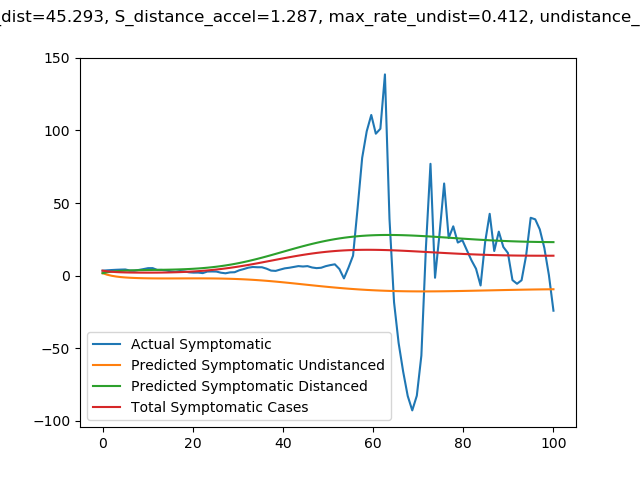 _dist=45.293, S_distance_accel=1.287, max_rate_undist=0.412, undistance_
150
100
50
0
−50
−100
0 20 40 60 80 100
Actual Symptomatic
Predicted Symptomatic Undistanced
Predicted Symptomatic Distanced
Total Symptomatic Cases